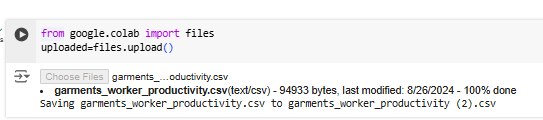 from google.colab import files
uploaded=files.upload()
Choose Files garments_...oductivity.csv
• garments_worker_productivity.csv(text/csv) - 94933 bytes, last modified: 8/26/2024 - 100% done
Saving garments_worker_productivity.csv to garments_worker_productivity (2).csv